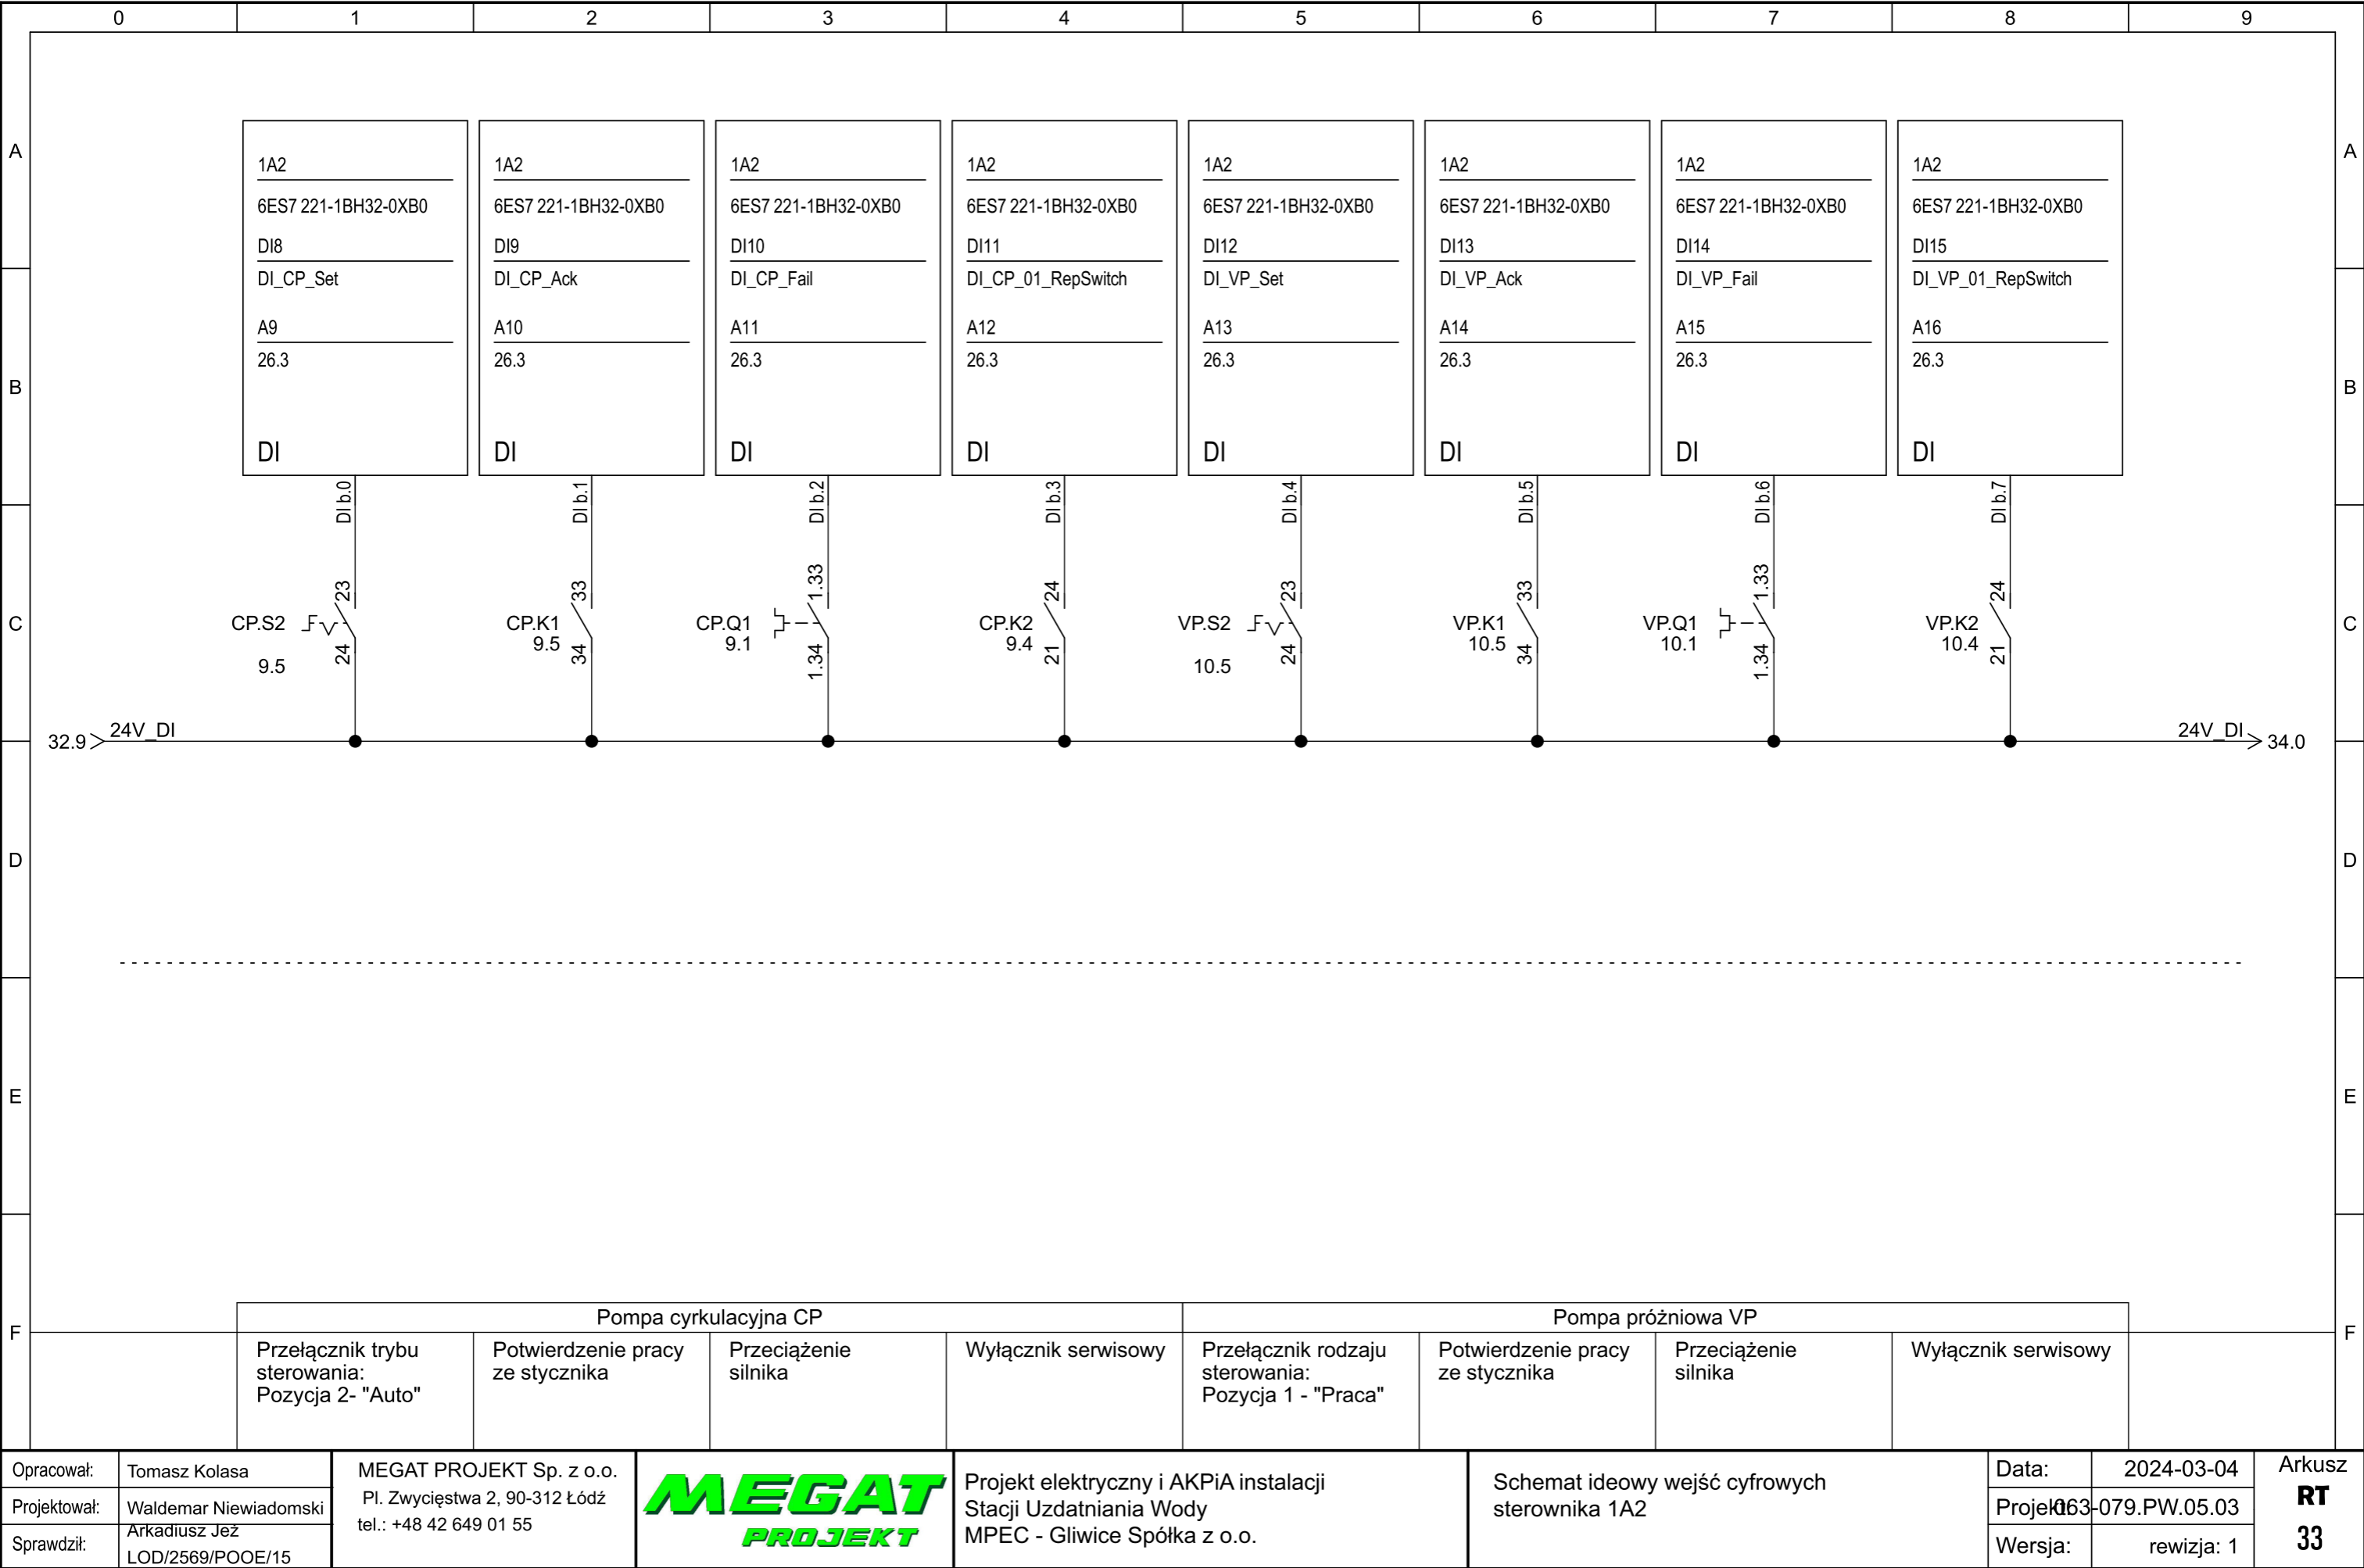 0 1 2 3 4 5 6 7 8 9
A A
1A2 1A2 1A2 1A2 1A2 1A2 1A2 1A2
6ES7 221-1BH32-0XB0 6ES7 221-1BH32-0XB0 6ES7 221-1BH32-0XB0 6ES7 221-1BH32-0XB0 6ES7 221-1BH32-0XB0 6ES7 221-1BH32-0XB0 6ES7 221-1BH32-0XB0 6ES7 221-1BH32-0XB0
DI8 DI9 DI10 DI11 DI12 DI13 DI14 DI15
DI_CP_Set DI_CP_Ack DI_CP_Fail DI_CP_01_RepSwitch DI_VP_Set DI_VP_Ack DI_VP_Fail DI_VP_01_RepSwitch
A9 A10 A11 A12 A13 A14 A15 A16
26.3 26.3 26.3 26.3 26.3 26.3 26.3 26.3
B B
DI DI DI DI DI DI DI DI
DI b.0 DI b.1 DI b.2 DI b.3 DI b.4 DI b.5 DI b.6 DI b.7
23 33 1.33 24 23 33 1.33 24
C CP.S2 CP.K1 CP.Q1 CP.K2 VP.S2 VP.K1 VP.Q1 VP.K2 C
9.5 9.1 9.4 10.5 10.1 10.4
9.5 10.5
24 34 1.34 21 24 34 1.34 21
32.9 24V_DI 24V_DI 34.0
D D
E E
Pompa cyrkulacyjna CP Pompa próżniowa VP
F F
Przełącznik trybu
sterowania:
Pozycja 2- "Auto"
Potwierdzenie pracy
ze stycznika
Przeciążenie
silnika
Wyłącznik serwisowy
Przełącznik rodzaju
sterowania:
Pozycja 1 - "Praca"
Potwierdzenie pracy
ze stycznika
Przeciążenie
silnika
Wyłącznik serwisowy
Opracował: Tomasz Kolasa
Projektował: Waldemar Niewiadomski
Sprawdził: Arkadiusz Jeż
LOD/2569/POOE/15
MEGAT PROJEKT Sp. z o.o.
Pl. Zwycięstwa 2, 90-312 Łódź
tel.: +48 42 649 01 55
MEGAT
PROJEKT
Projekt elektryczny i AKPiA instalacji
Stacji Uzdatniania Wody
MPEC - Gliwice Spółka z o.o.
Schemat ideowy wejść cyfrowych
sterownika 1A2
Data: 2024-03-04
Projekt: 063-079.PW.05.03
Wersja: rewizja: 1
Arkusz
RT
33